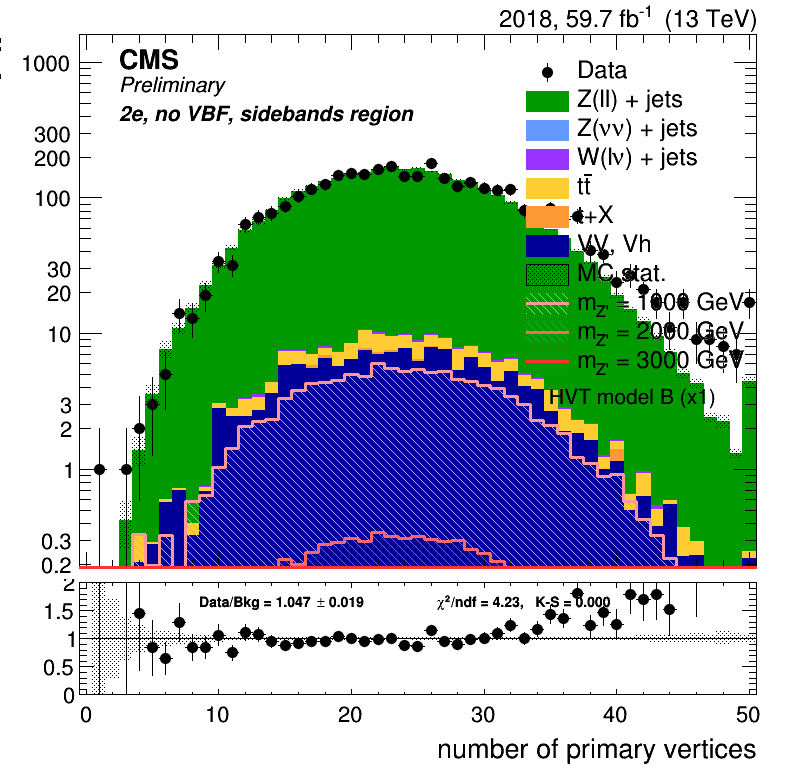 2018, 59.7 fb⁻¹ (13 TeV)
CMS
Preliminary
2e, no VBF, sidebands region
Data
Z(ll) + jets
Z(νν) + jets
W(lν) + jets
tt̄
t+X
VV, Vh
MC stat.
m_Z' = 1000 GeV
m_Z' = 2000 GeV
m_Z' = 3000 GeV
HVT model B (x1)
1000
300
200
100
30
20
10
3
2
1
0.3
0.2
Data/Bkg = 1.047 ± 0.019 χ²/ndf = 4.23, K-S = 0.000
2
1.5
1
0.5
0
0 10 20 30 40 50
number of primary vertices